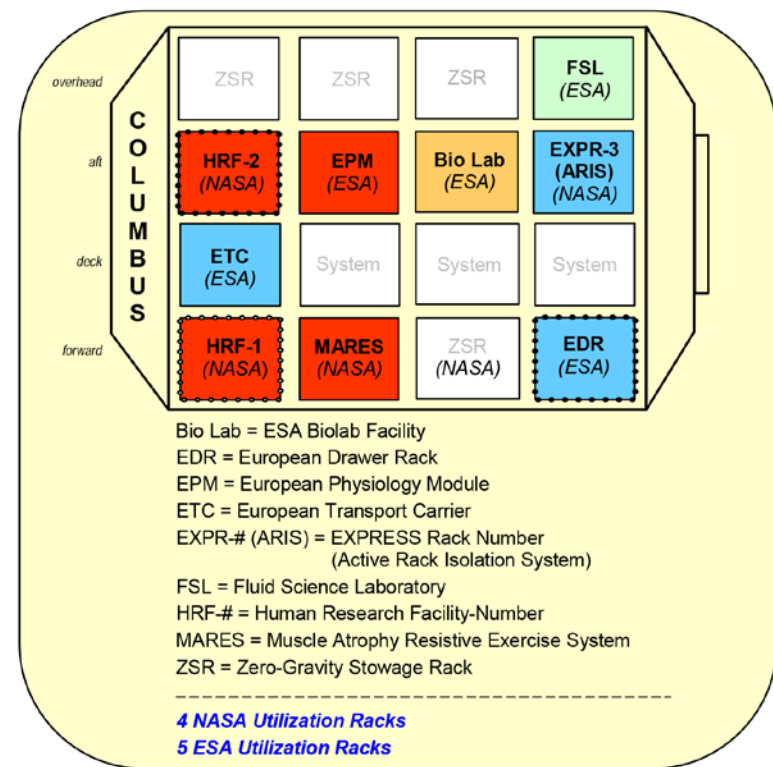 overhead
ZSR
ZSR
ZSR
FSL
(ESA)
COLUMBUS
aft
HRF-2
(NASA)
EPM
(ESA)
Bio Lab
(ESA)
EXPR-3
(ARIS)
(NASA)
deck
ETC
(ESA)
System
System
System
forward
HRF-1
(NASA)
MARES
(NASA)
ZSR
(NASA)
EDR
(ESA)
Bio Lab = ESA Biolab Facility
EDR = European Drawer Rack
EPM = European Physiology Module
ETC = European Transport Carrier
EXPR-# (ARIS) = EXPRESS Rack Number
(Active Rack Isolation System)
FSL = Fluid Science Laboratory
HRF-# = Human Research Facility-Number
MARES = Muscle Atrophy Resistive Exercise System
ZSR = Zero-Gravity Stowage Rack
4 NASA Utilization Racks
5 ESA Utilization Racks